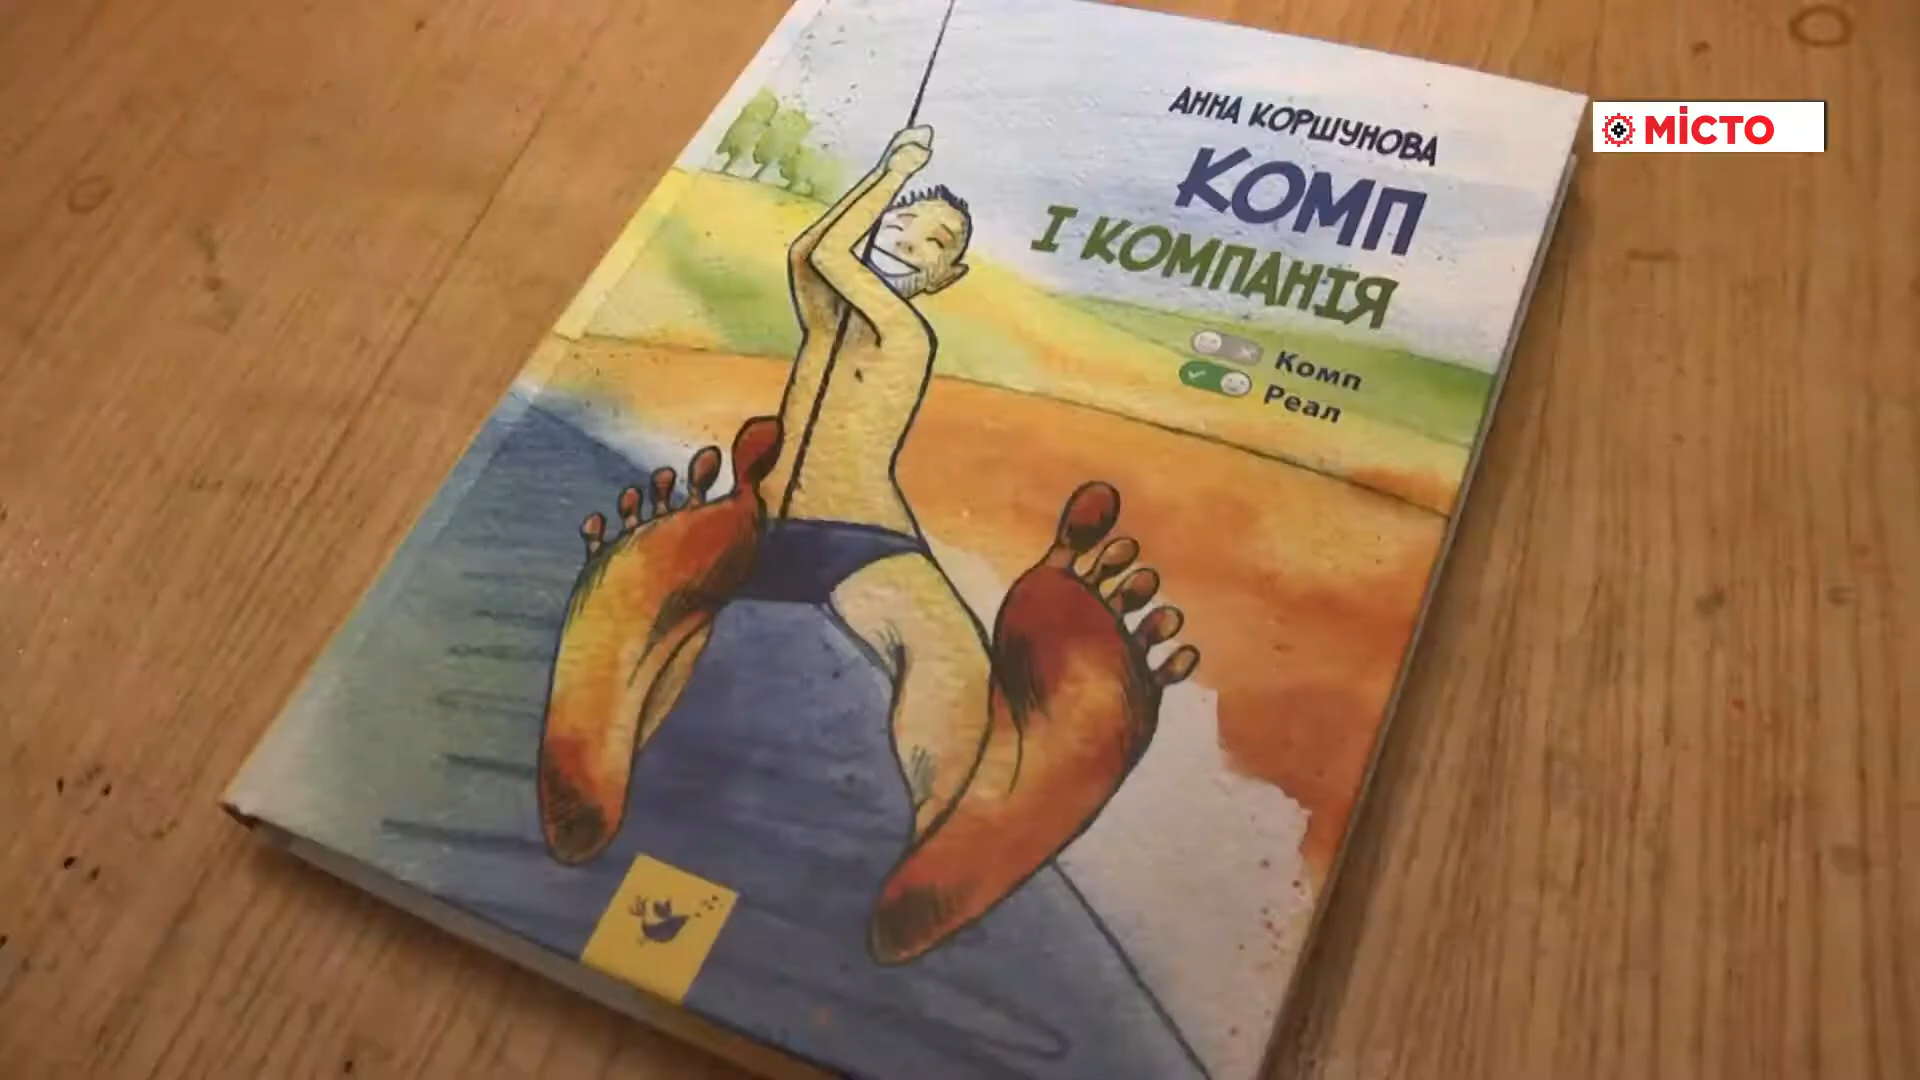 АННА КОРШУНОВА
КОМП
І КОМПАНІЯ
Комп
Реал
МІСТО